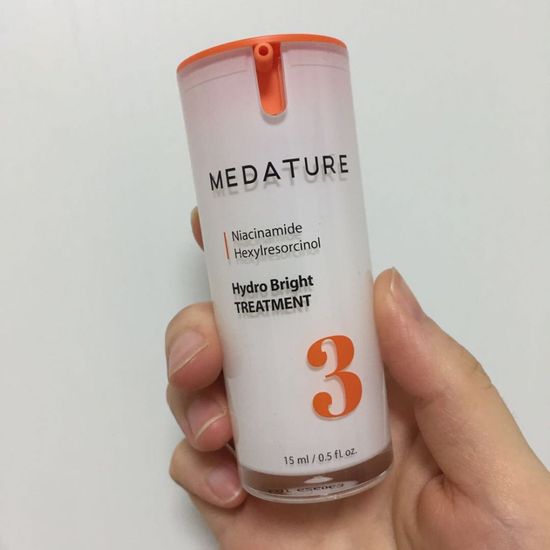 MEDATURE
Niacinamide
Hexylresorcinol
Hydro Bright
TREATMENT
3
15 ml / 0.5 fl. oz.